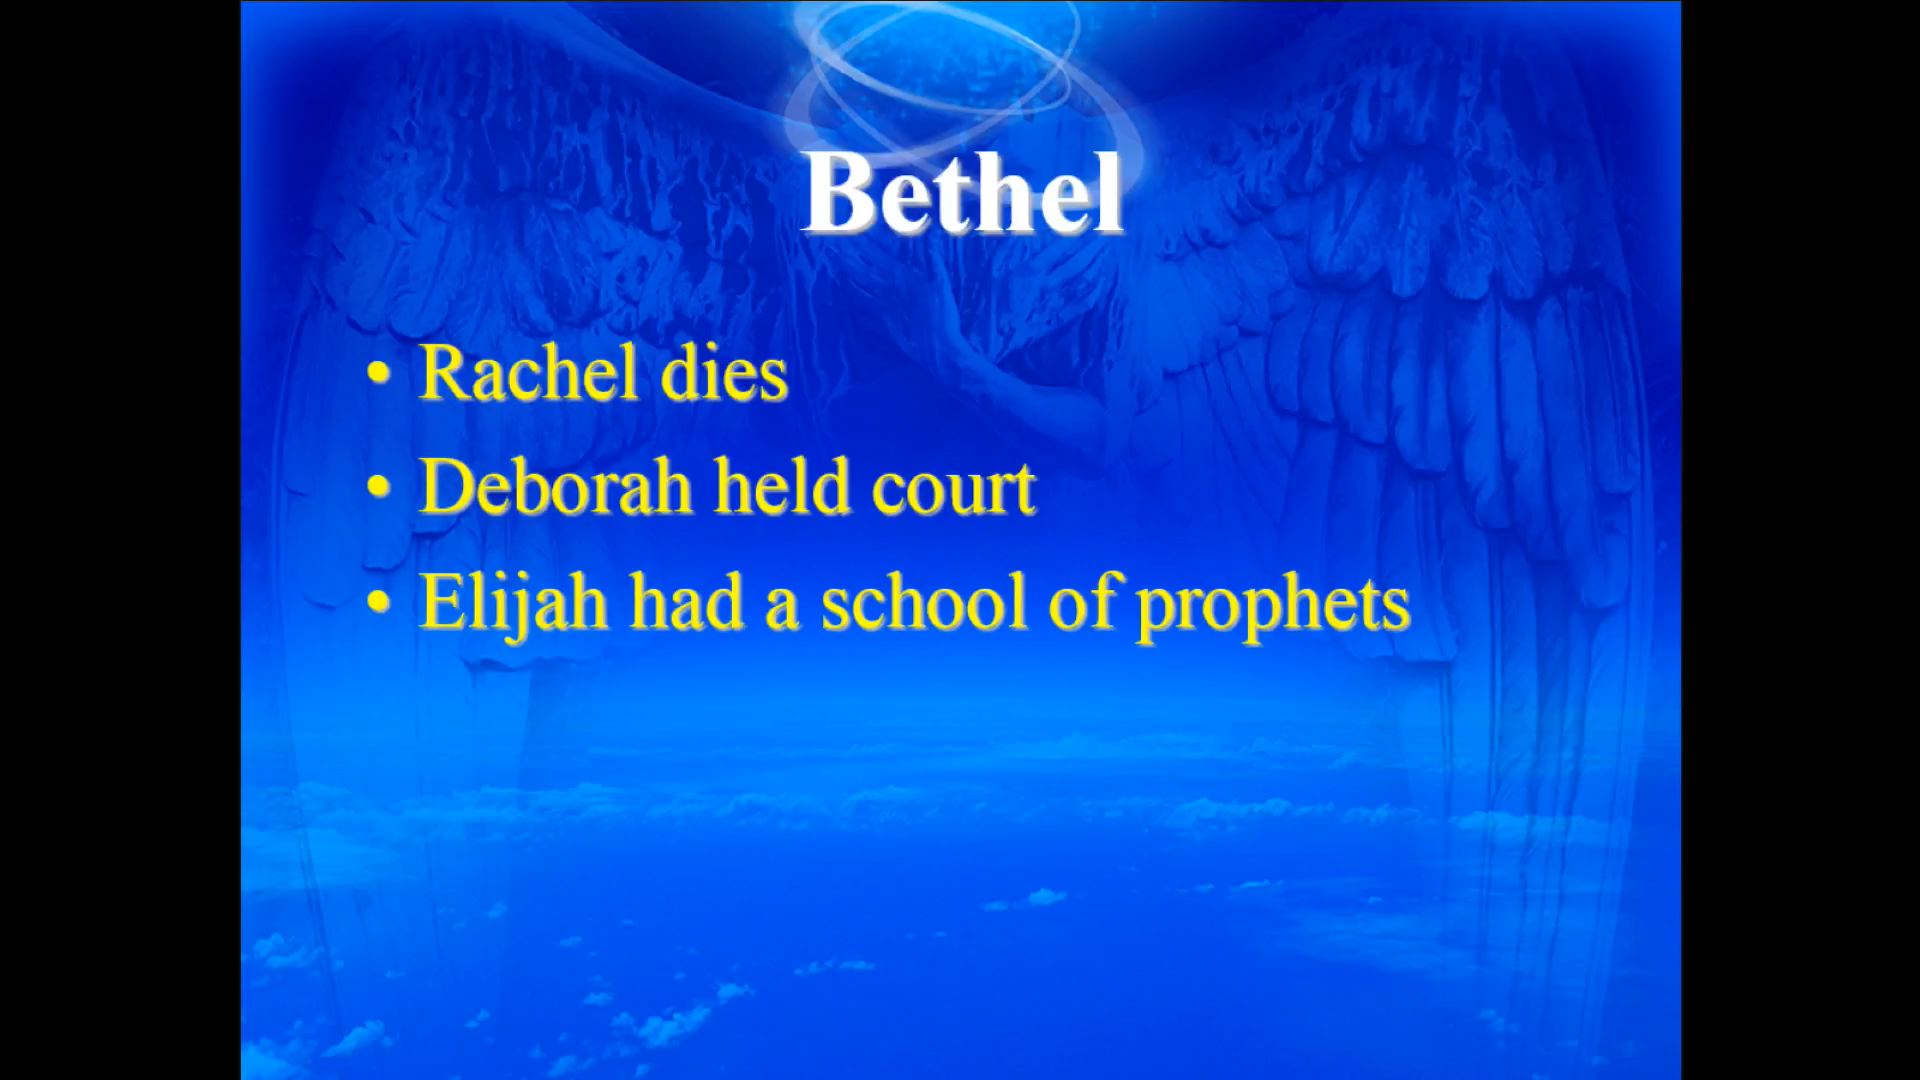 Bethel
• Rachel dies
• Deborah held court
• Elijah had a school of prophets